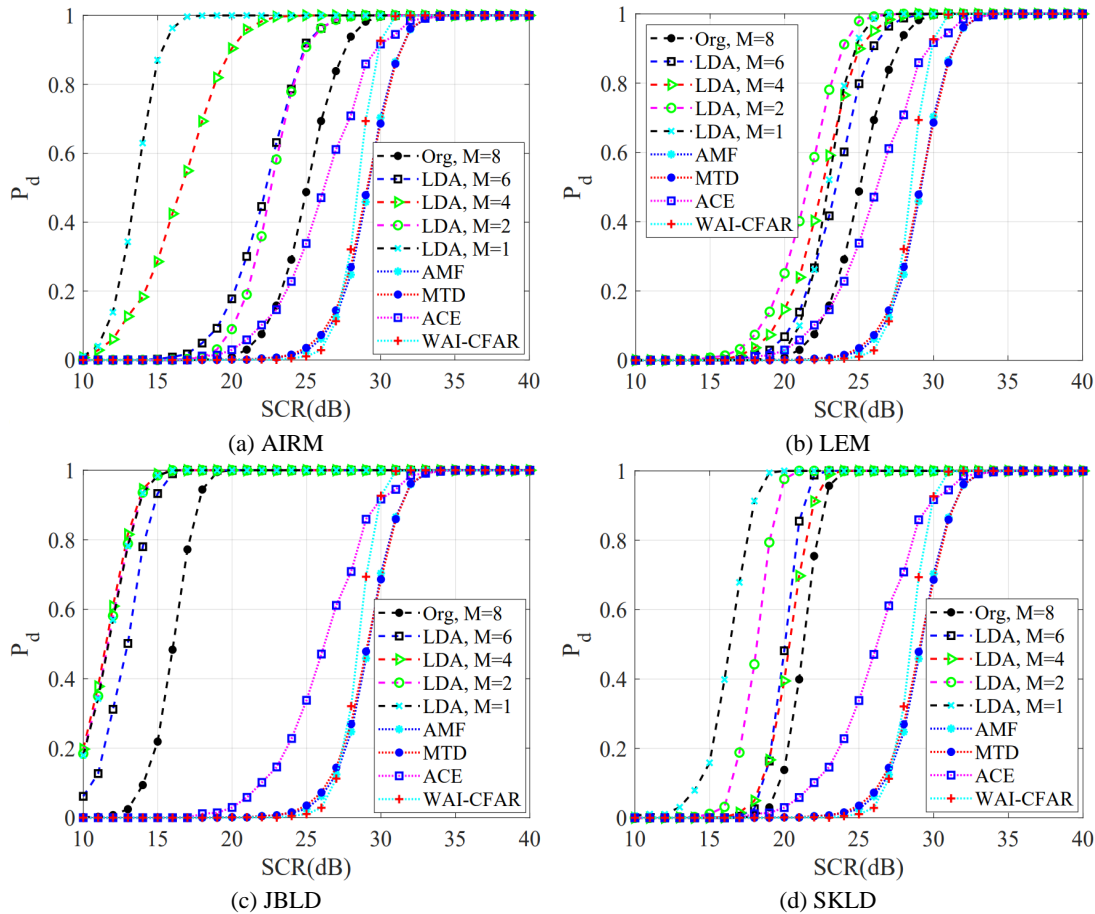 1
0.8
0.6
0.4
0.2
0
P_d
10 15 20 25 30 35 40
SCR(dB)
Org, M=8
LDA, M=6
LDA, M=4
LDA, M=2
LDA, M=1
AMF
MTD
ACE
WAI-CFAR
(a) AIRM
1
0.8
0.6
0.4
0.2
0
P_d
10 15 20 25 30 35 40
SCR(dB)
Org, M=8
LDA, M=6
LDA, M=4
LDA, M=2
LDA, M=1
AMF
MTD
ACE
WAI-CFAR
(b) LEM
1
0.8
0.6
0.4
0.2
0
P_d
10 15 20 25 30 35 40
SCR(dB)
Org, M=8
LDA, M=6
LDA, M=4
LDA, M=2
LDA, M=1
AMF
MTD
ACE
WAI-CFAR
(c) JBLD
1
0.8
0.6
0.4
0.2
0
P_d
10 15 20 25 30 35 40
SCR(dB)
Org, M=8
LDA, M=6
LDA, M=4
LDA, M=2
LDA, M=1
AMF
MTD
ACE
WAI-CFAR
(d) SKLD